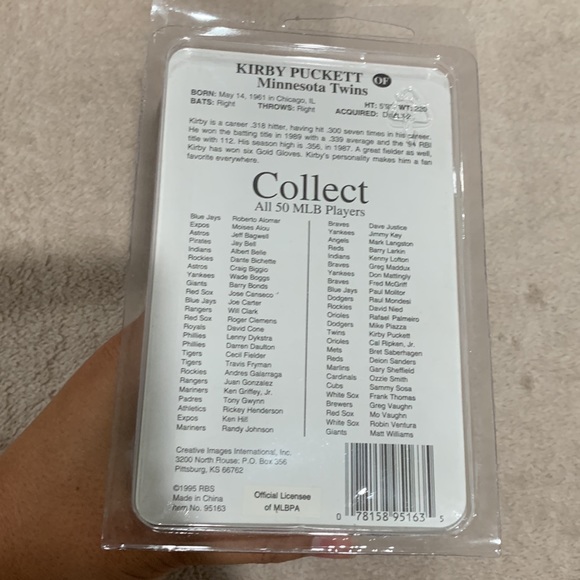 KIRBY PUCKETT OF
Minnesota Twins
BORN: May 14, 1961 in Chicago, IL
HT: WT: 220
BATS: Right THROWS: Right ACQUIRED:
Kirby is a career .318 hitter, having hit .300 seven times in his career.
He won the batting title in 1989 with a .339 average and the '94 RBI
title with 112. His season high is .356, in 1987. A great fielder as well,
Kirby has won six Gold Gloves. Kirby's personality makes him a fan
favorite everywhere.
Collect
All 50 MLB Players
Blue Jays Roberto Alomar
Expos Moises Alou
Astros Jeff Bagwell
Pirates Jay Bell
Indians Albert Belle
Rockies Dante Bichette
Astros Craig Biggio
Yankees Wade Boggs
Giants Barry Bonds
Red Sox Jose Canseco
Blue Jays Joe Carter
Rangers Will Clark
Red Sox Roger Clemens
Royals David Cone
Phillies Lenny Dykstra
Phillies Darren Daulton
Tigers Cecil Fielder
Tigers Travis Fryman
Rockies Andres Galarraga
Rangers Juan Gonzalez
Mariners Ken Griffey, Jr.
Padres Tony Gwynn
Athletics Rickey Henderson
Expos Ken Hill
Mariners Randy Johnson
Braves Dave Justice
Yankees Jimmy Key
Angels Mark Langston
Reds Barry Larkin
Indians Kenny Lofton
Braves Greg Maddux
Yankees Don Mattingly
Braves Fred McGriff
Blue Jays Paul Molitor
Dodgers Raul Mondesi
Rockies David Nied
Orioles Rafael Palmeiro
Dodgers Mike Piazza
Twins Kirby Puckett
Orioles Cal Ripken, Jr.
Mets Bret Saberhagen
Reds Deion Sanders
Marlins Gary Sheffield
Cardinals Ozzie Smith
Cubs Sammy Sosa
White Sox Frank Thomas
Brewers Greg Vaughn
Red Sox Mo Vaughn
White Sox Robin Ventura
Giants Matt Williams
Creative Images International, Inc.
3200 North Rouse; P.O. Box 356
Pittsburg, KS 66762
©1995 RBS
Made in China
Item No. 95163
Official Licensee
of MLBPA
0 78158 95163 5